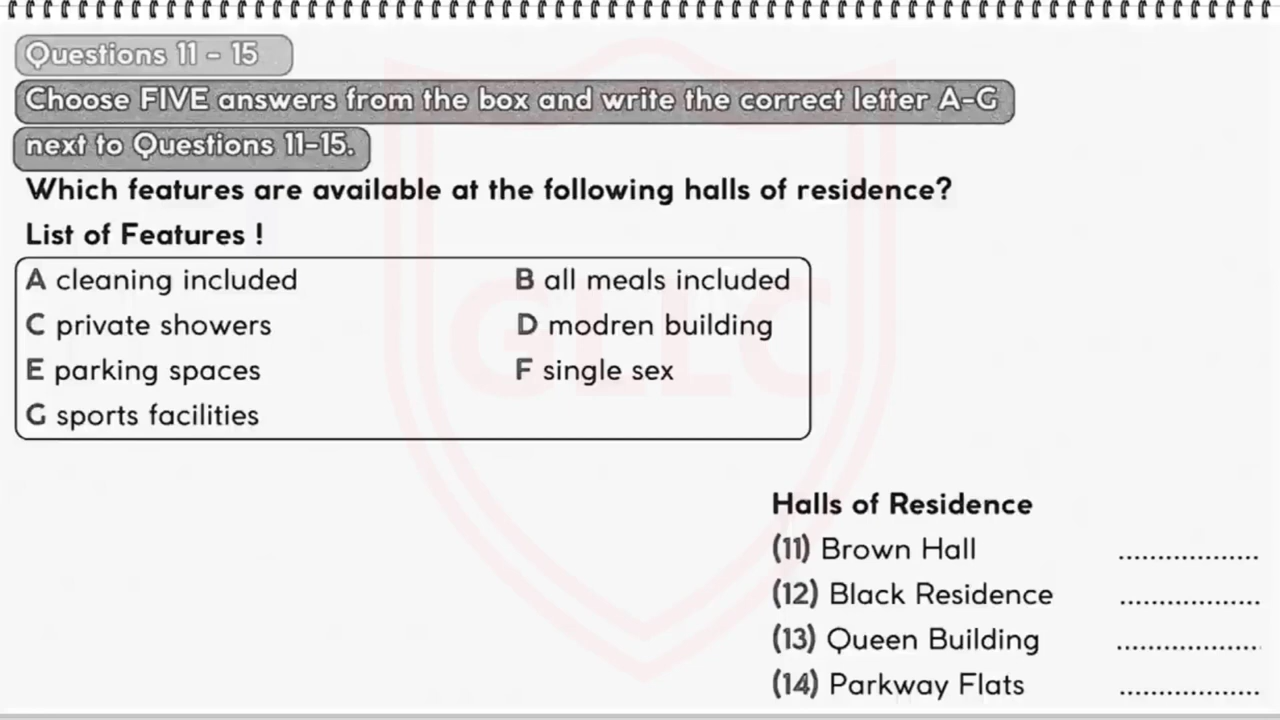 Questions 11 - 15
Choose FIVE answers from the box and write the correct letter A-G
next to Questions 11-15.
Which features are available at the following halls of residence?
List of Features !
A cleaning included
B all meals included
C private showers
D modren building
E parking spaces
F single sex
G sports facilities
GLLC
Halls of Residence
(11) Brown Hall ..................
(12) Black Residence ..................
(13) Queen Building ..................
(14) Parkway Flats ..................